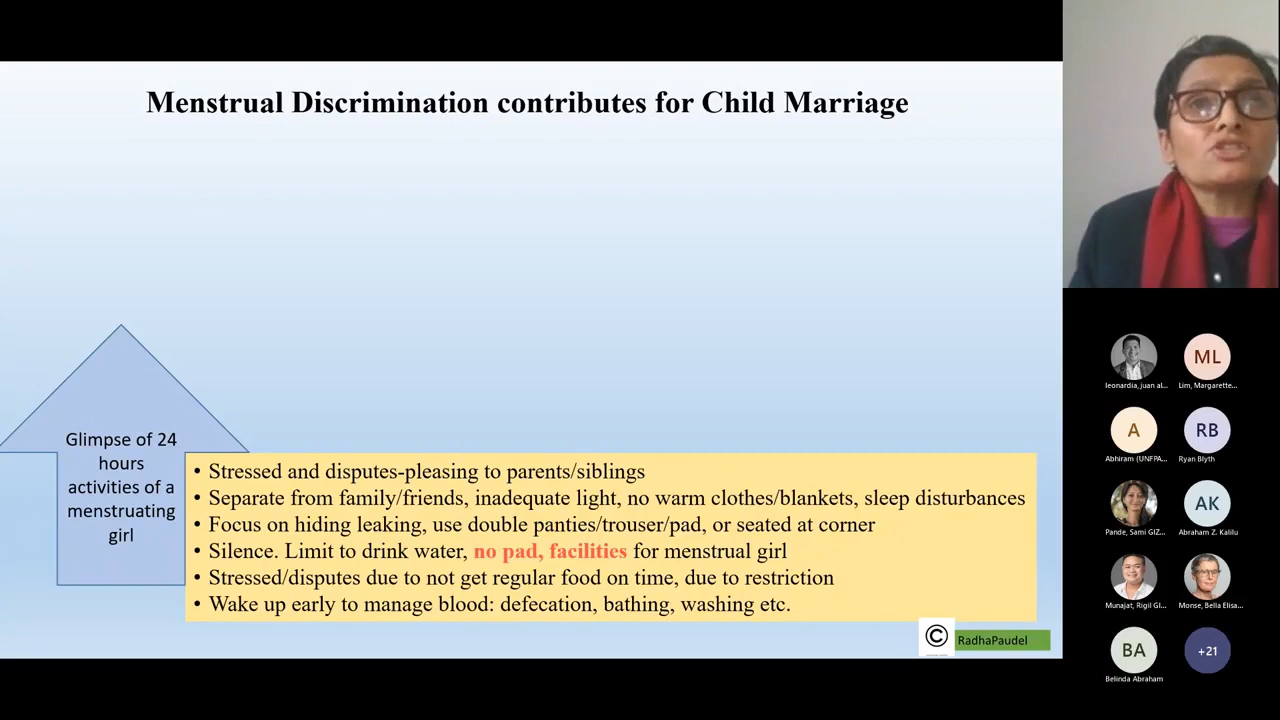 Menstrual Discrimination contributes for Child Marriage
Glimpse of 24
hours
activities of a
menstruating
girl
• Stressed and disputes-pleasing to parents/siblings
• Separate from family/friends, inadequate light, no warm clothes/blankets, sleep disturbances
• Focus on hiding leaking, use double panties/trouser/pad, or seated at corner
• Silence. Limit to drink water, no pad, facilities for menstrual girl
• Stressed/disputes due to not get regular food on time, due to restriction
• Wake up early to manage blood: defecation, bathing, washing etc.
©
RadhaPaudel
leonardia, juan al...
ML
Lim, Margarette...
A
Abhiram (UNFPA...
RB
Ryan Blyth
Pande, Sami GIZ...
AK
Abraham Z. Kalilu
Munajat, Rigil GI...
Monse, Bella Elisa...
BA
Belinda Abraham
+21